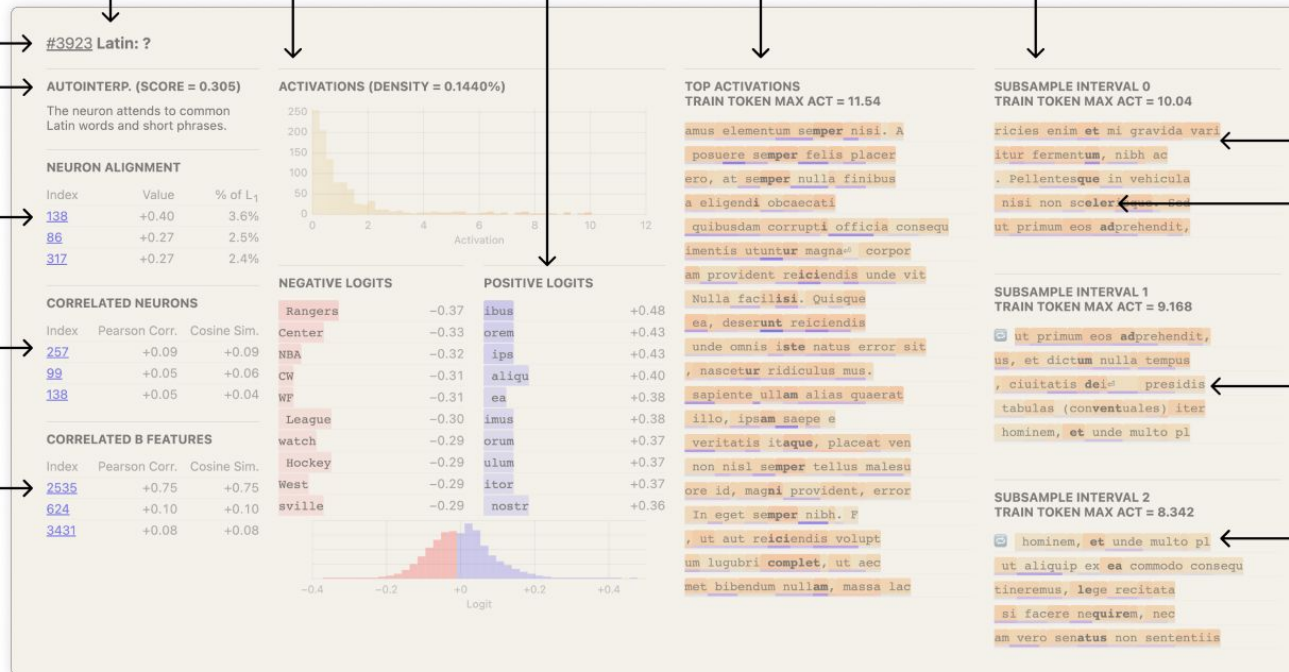 #3923 Latin: ?
AUTOINTERP. (SCORE = 0.305)
The neuron attends to common
Latin words and short phrases.
NEURON ALIGNMENT
Index Value % of L1
138 +0.40 3.6%
86 +0.27 2.5%
317 +0.27 2.4%
CORRELATED NEURONS
Index Pearson Corr. Cosine Sim.
257 +0.09 +0.09
99 +0.05 +0.06
138 +0.05 +0.04
CORRELATED B FEATURES
Index Pearson Corr. Cosine Sim.
2535 +0.75 +0.75
624 +0.10 +0.10
3431 +0.08 +0.08
ACTIVATIONS (DENSITY = 0.1440%)
250
200
150
100
50
0
0 2 4 6 8 10 12
Activation
NEGATIVE LOGITS
Rangers −0.37
Center −0.33
NBA −0.32
CW −0.31
WF −0.31
League −0.30
watch −0.29
Hockey −0.29
West −0.29
sville −0.29
POSITIVE LOGITS
ibus +0.48
orem +0.43
ips +0.43
aliqu +0.40
ea +0.38
imus +0.38
orum +0.37
ulum +0.37
itor +0.37
nostr +0.36
−0.4 −0.2 +0 +0.2 +0.4
Logit
TOP ACTIVATIONS
TRAIN TOKEN MAX ACT = 11.54
amus elementum semper nisi. A
posuere semper felis placer
ero, at semper nulla finibus
a eligendi obcaecati
quibusdam corrupti officia consequ
imentis utuntur magna⏎ corpor
am provident reiciendis unde vit
Nulla facilisi. Quisque
ea, deserunt reiciendis
unde omnis iste natus error sit
, nascetur ridiculus mus.
sapiente ullam alias quaerat
illo, ipsam saepe e
veritatis itaque, placeat ven
non nisl semper tellus malesu
ore id, magni provident, error
In eget semper nibh. F
, ut aut reiciendis volupt
um lugubri complet, ut aec
met bibendum nullam, massa lac
SUBSAMPLE INTERVAL 0
TRAIN TOKEN MAX ACT = 10.04
ricies enim et mi gravida vari
itur fermentum, nibh ac
. Pellentesque in vehicula
nisi non scelerisque. Sed
ut primum eos adprehendit,
SUBSAMPLE INTERVAL 1
TRAIN TOKEN MAX ACT = 9.168
ut primum eos adprehendit,
us, et dictum nulla tempus
, ciuitatis dei⏎ presidis
tabulas (conventuales) iter
hominem, et unde multo pl
SUBSAMPLE INTERVAL 2
TRAIN TOKEN MAX ACT = 8.342
hominem, et unde multo pl
ut aliquip ex ea commodo consequ
tineremus, lege recitata
si facere nequirem, nec
am vero senatus non sententiis